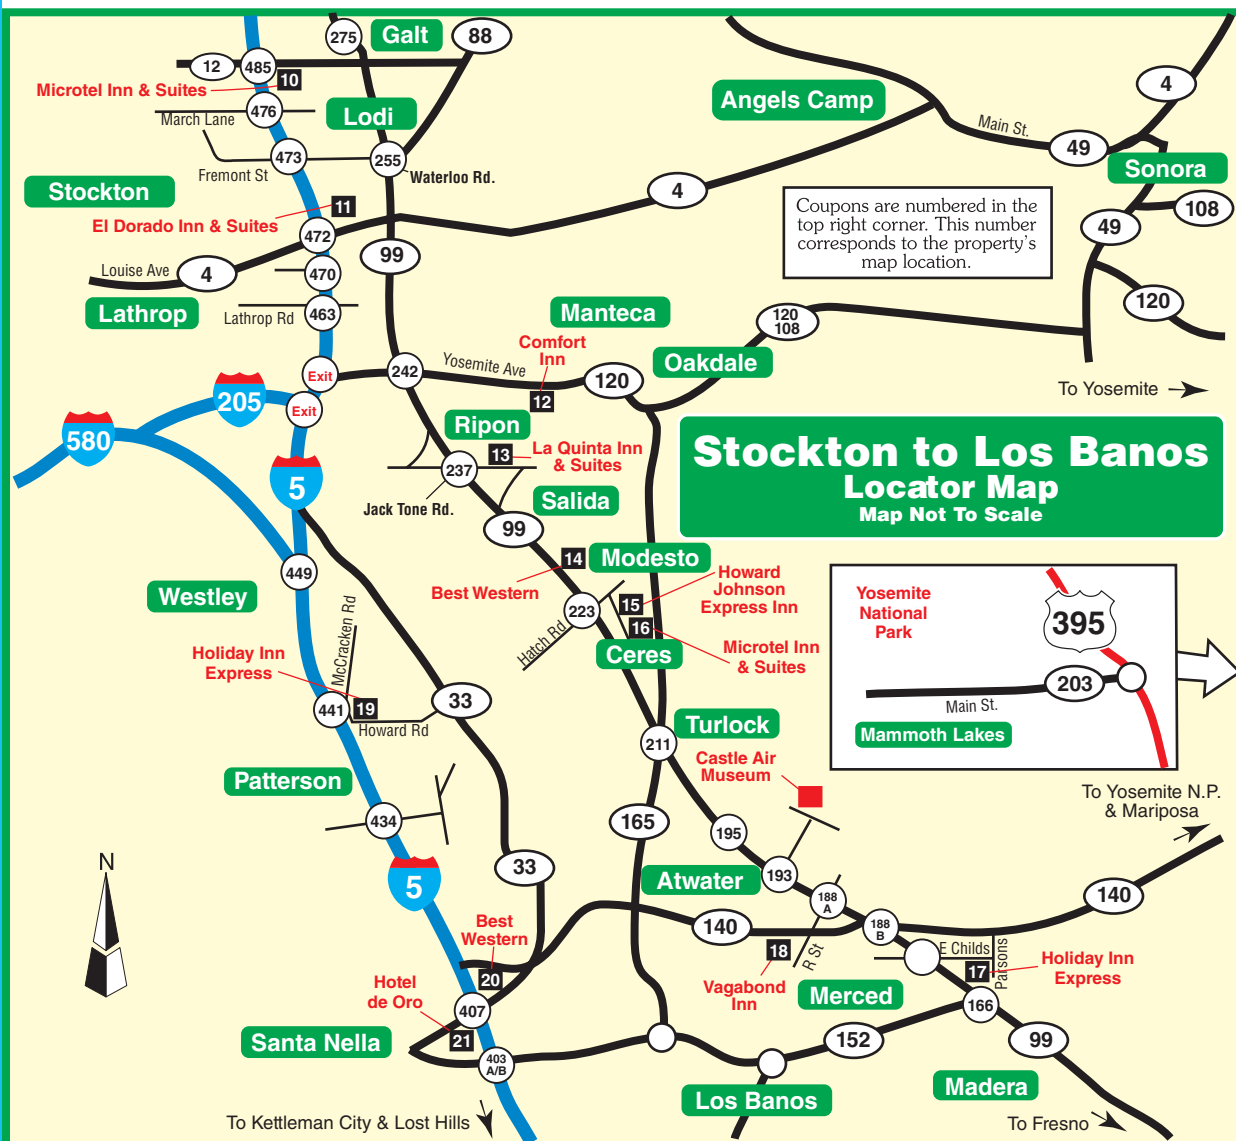 275
Galt
88
12
485
10
Microtel Inn & Suites
476
March Lane
Lodi
Angels Camp
4
Main St.
49
Sonora
473
255
Fremont St
Waterloo Rd.
Stockton
4
108
11
El Dorado Inn & Suites
472
49
Coupons are numbered in the
top right corner. This number
corresponds to the property's
map location.
99
Louise Ave
4
470
Lathrop
Lathrop Rd
463
Manteca
120
108
120
Comfort
Inn
Yosemite Ave
Oakdale
Exit
242
120
12
To Yosemite
205
Exit
580
Ripon
13
La Quinta Inn
& Suites
237
5
Jack Tone Rd.
Salida
99
Stockton to Los Banos
Locator Map
Map Not To Scale
14
Modesto
449
Westley
Best Western
Howard
Johnson
Express Inn
15
223
16
Hatch Rd
Ceres
Microtel Inn
& Suites
Yosemite
National
Park
395
203
Main St.
Mammoth Lakes
McCracken Rd
Holiday Inn
Express
19
441
Howard Rd
33
Turlock
211
Castle Air
Museum
Patterson
434
165
195
To Yosemite N.P.
& Mariposa
N
5
33
Atwater
193
188
A
188
B
140
140
Best
Western
20
18
R St
E Childs
Parsons
17
Holiday Inn
Express
Vagabond
Inn
Merced
Hotel
de Oro
407
21
166
Santa Nella
403
A/B
152
99
Los Banos
Madera
To Kettleman City & Lost Hills
To Fresno